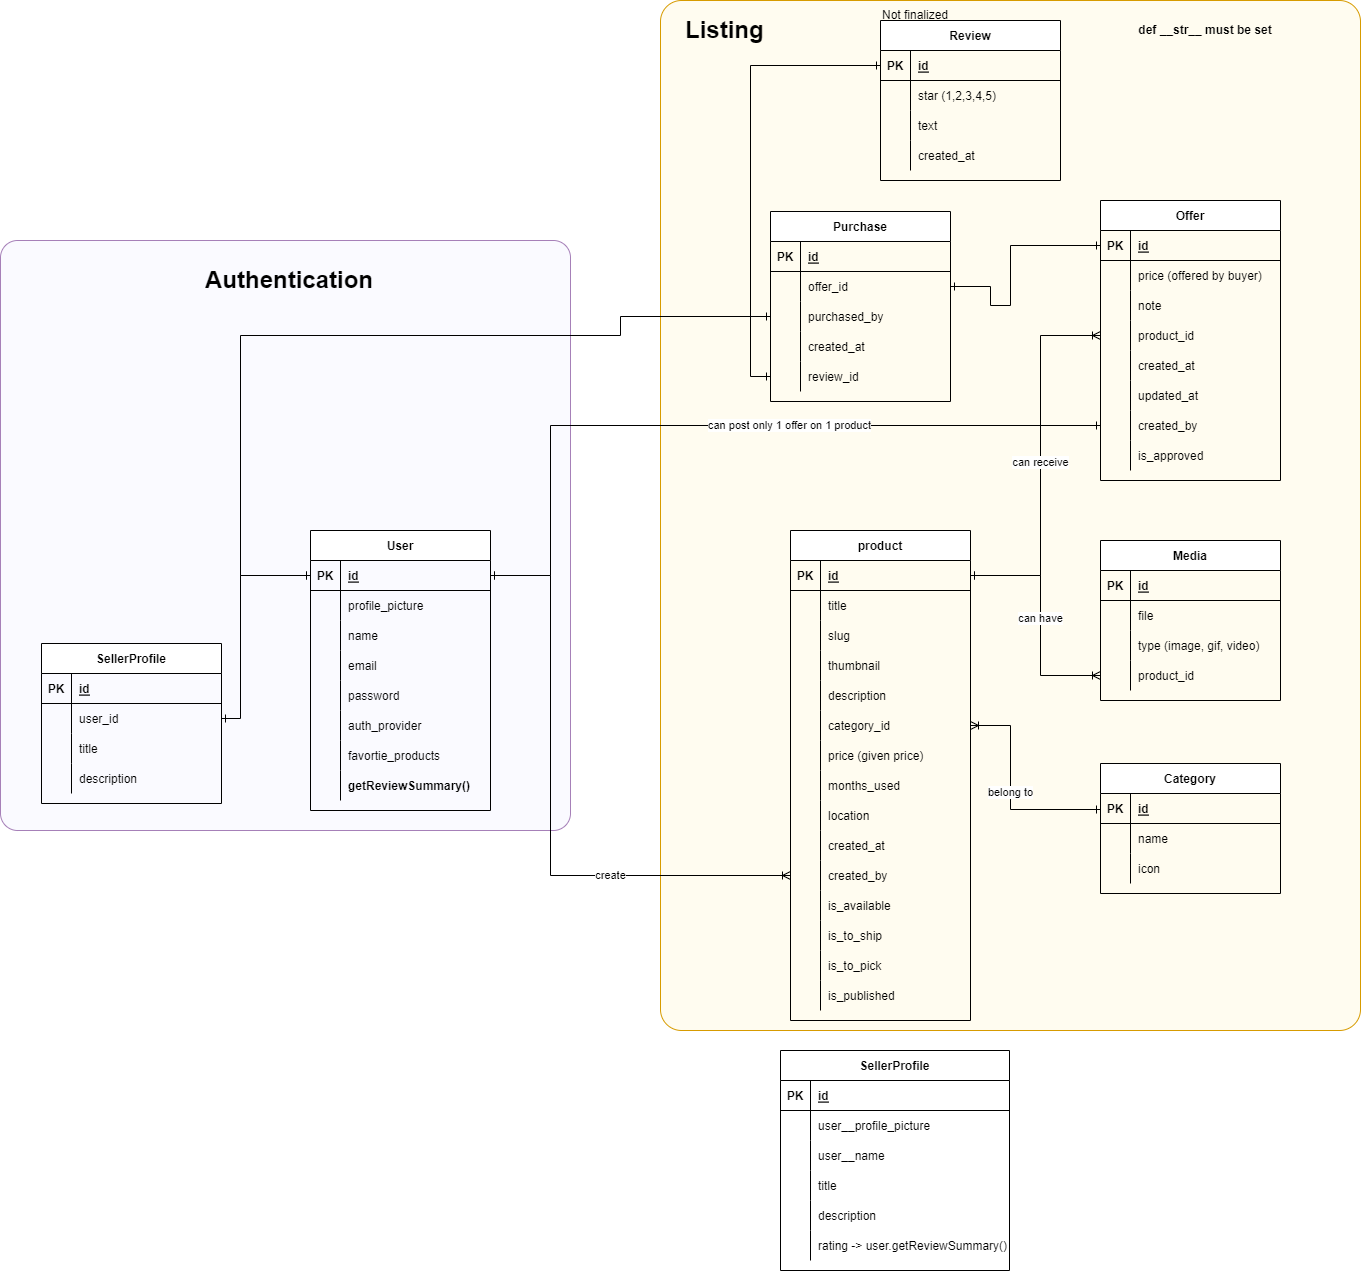 Listing
Not finalized
def __str__ must be set
Review
PK
id
star (1,2,3,4,5)
text
created_at
Purchase
PK
id
offer_id
purchased_by
created_at
review_id
Offer
PK
id
price (offered by buyer)
note
product_id
created_at
updated_at
created_by
is_approved
Authentication
can post only 1 offer on 1 product
can receive
User
PK
id
profile_picture
name
email
password
auth_provider
favortie_products
getReviewSummary()
SellerProfile
PK
id
user_id
title
description
product
PK
id
title
slug
thumbnail
description
category_id
price (given price)
months_used
location
created_at
created_by
is_available
is_to_ship
is_to_pick
is_published
Media
PK
id
file
type (image, gif, video)
product_id
can have
belong to
Category
PK
id
name
icon
create
SellerProfile
PK
id
user__profile_picture
user__name
title
description
rating -> user.getReviewSummary()